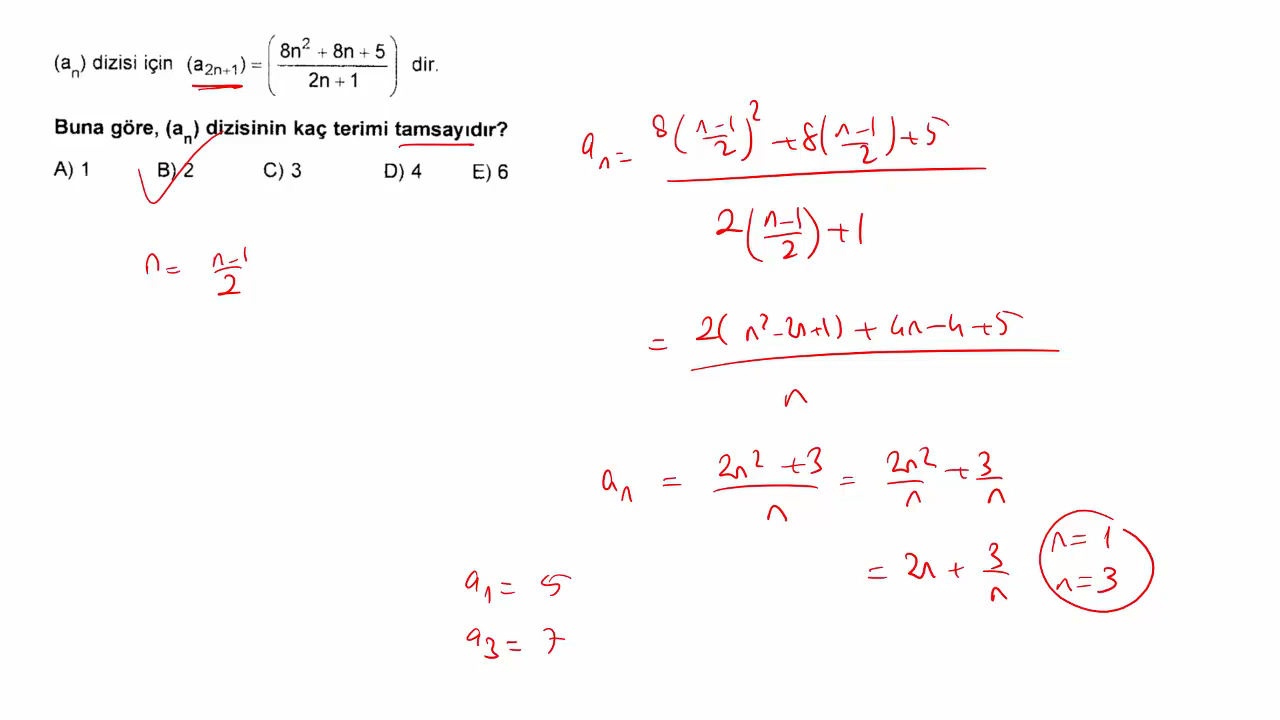 (aₙ) dizisi için (a₂ₙ₊₁) = ( (8n² + 8n + 5) / (2n + 1) ) dir.
Buna göre, (aₙ) dizisinin kaç terimi tamsayıdır?
A) 1 B) 2 C) 3 D) 4 E) 6
n = (n-1)/2
aₙ = ( 8((n-1)/2)² + 8((n-1)/2) + 5 ) / ( 2((n-1)/2) + 1 )
= ( 2(n² - 2n + 1) + 4n - 4 + 5 ) / n
aₙ = (2n² + 3)/n = 2n²/n + 3/n
= 2n + 3/n
n = 1
n = 3
a₁ = 5
a₃ = 7